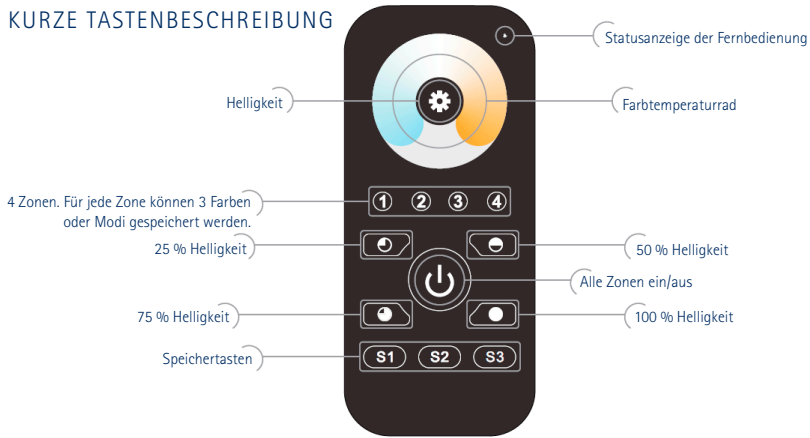 KURZE TASTENBESCHREIBUNG
Statusanzeige der Fernbedienung
Helligkeit
Farbtemperaturrad
4 Zonen. Für jede Zone können 3 Farben
oder Modi gespeichert werden.
1 2 3 4
25 % Helligkeit
50 % Helligkeit
Alle Zonen ein/aus
75 % Helligkeit
100 % Helligkeit
Speichertasten
S1 S2 S3